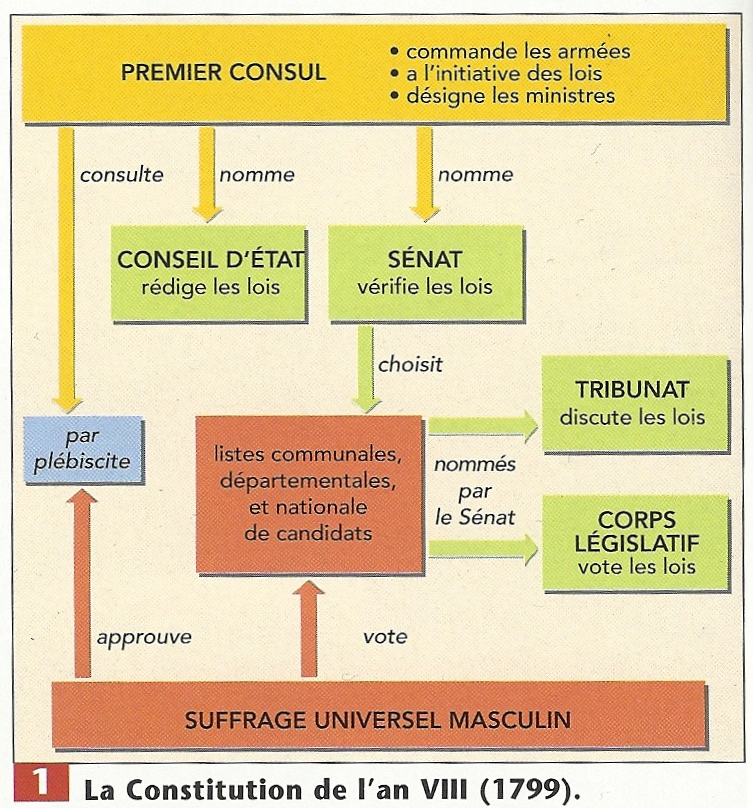 PREMIER CONSUL
• commande les armées
• a l'initiative des lois
• désigne les ministres
consulte
nomme
nomme
CONSEIL D'ÉTAT
rédige les lois
SÉNAT
vérifie les lois
choisit
par
plébiscite
listes communales,
départementales,
et nationale
de candidats
nommés
par
le Sénat
TRIBUNAT
discute les lois
CORPS
LÉGISLATIF
vote les lois
approuve
vote
SUFFRAGE UNIVERSEL MASCULIN
1 La Constitution de l'an VIII (1799).